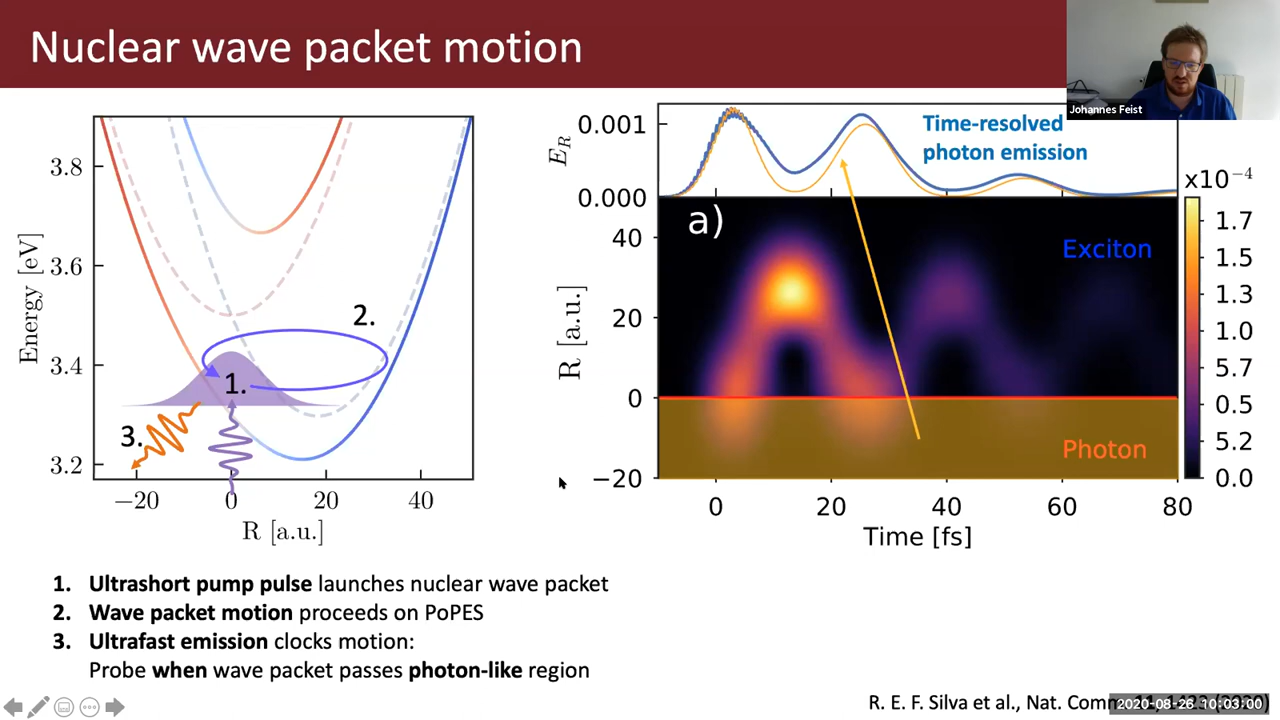 Nuclear wave packet motion
Johannes Feist
3.8
3.6
3.4
3.2
Energy [eV]
1.
2.
3.
−20
0
20
40
R [a.u.]
0.001
0.000
E_R
Time-resolved
photon emission
x10⁻⁴
1.7
1.5
1.3
1.0
5.7
0.5
5.2
0.0
a)
Exciton
Photon
40
20
0
−20
R [a.u.]
0
20
40
60
80
Time [fs]
1. Ultrashort pump pulse launches nuclear wave packet
2. Wave packet motion proceeds on PoPES
3. Ultrafast emission clocks motion:
Probe when wave packet passes photon-like region
R. E. F. Silva et al., Nat. Comm
2020-08-26 10:03:00